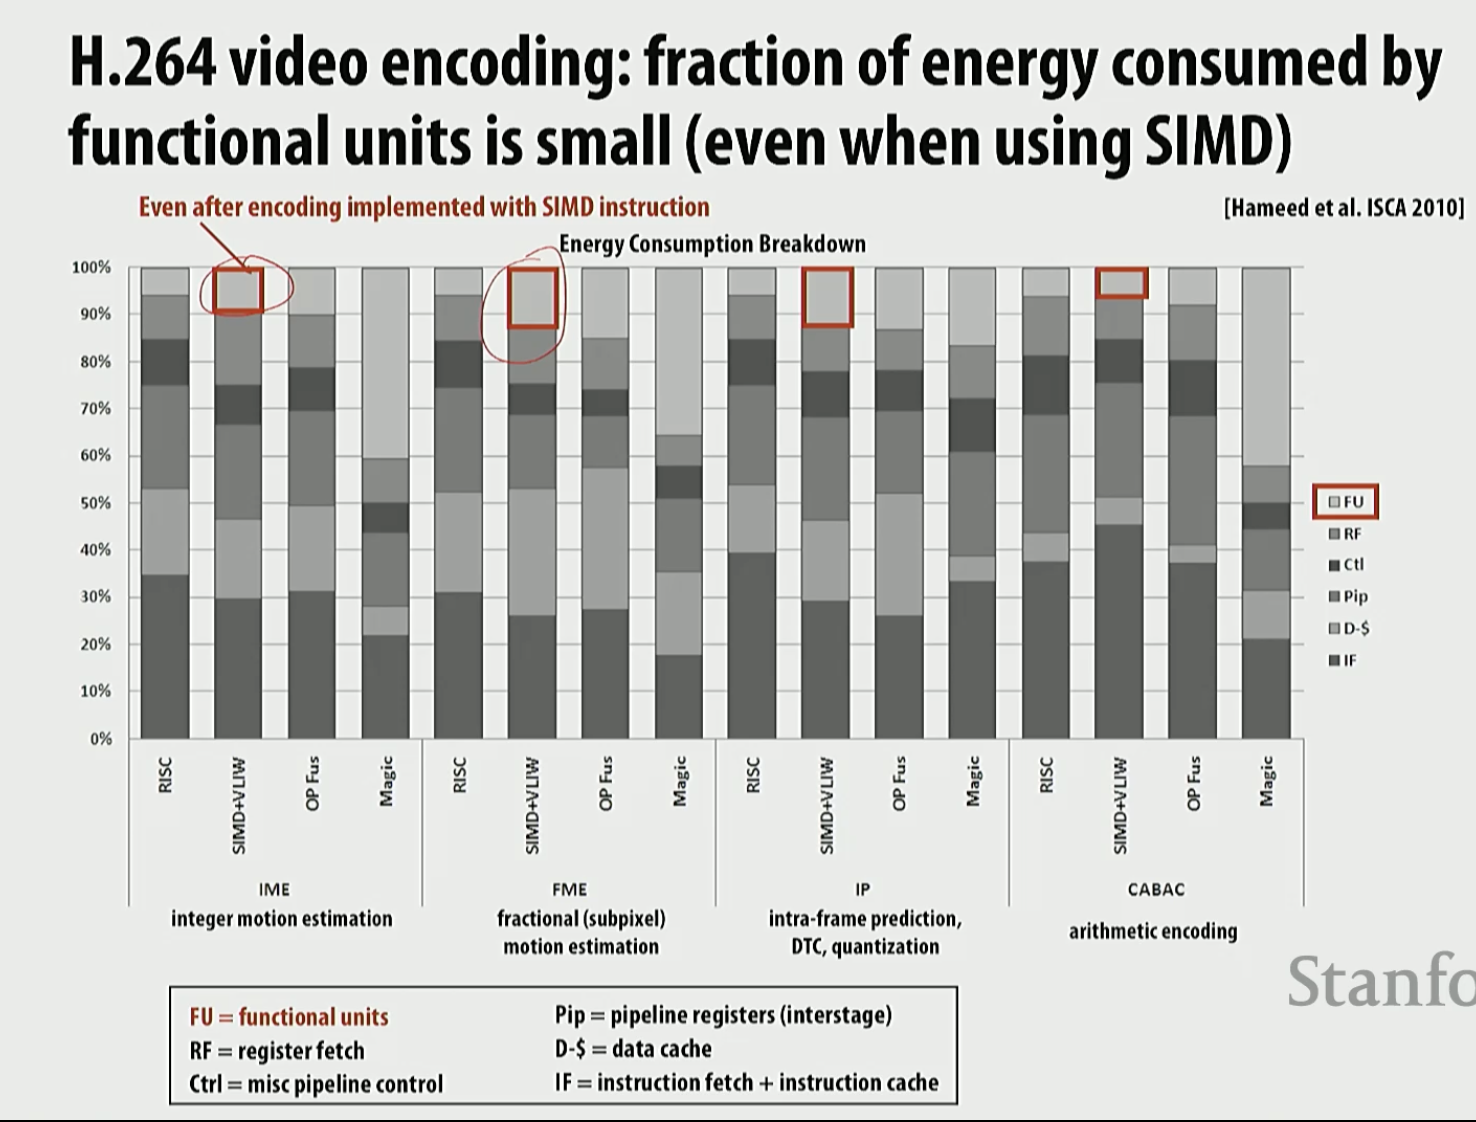 H.264 video encoding: fraction of energy consumed by
functional units is small (even when using SIMD)
Even after encoding implemented with SIMD instruction
[Hameed et al. ISCA 2010]
Energy Consumption Breakdown
100%
90%
80%
70%
60%
50%
40%
30%
20%
10%
0%
FU
RF
Ctl
Pip
D-$
IF
RISC
SIMD+VLIW
OP Fus
Magic
RISC
SIMD+VLIW
OP Fus
Magic
RISC
SIMD+VLIW
OP Fus
Magic
RISC
SIMD+VLIW
OP Fus
Magic
IME
integer motion estimation
FME
fractional (subpixel)
motion estimation
IP
intra-frame prediction,
DTC, quantization
CABAC
arithmetic encoding
Stanfo
FU = functional units
RF = register fetch
Ctrl = misc pipeline control
Pip = pipeline registers (interstage)
D-$ = data cache
IF = instruction fetch + instruction cache